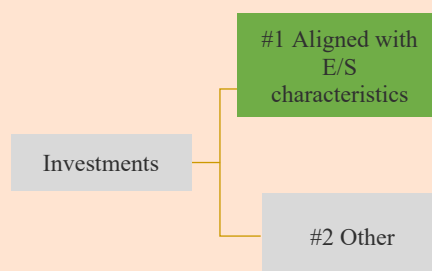 #1 Aligned with
E/S
characteristics
Investments
#2 Other